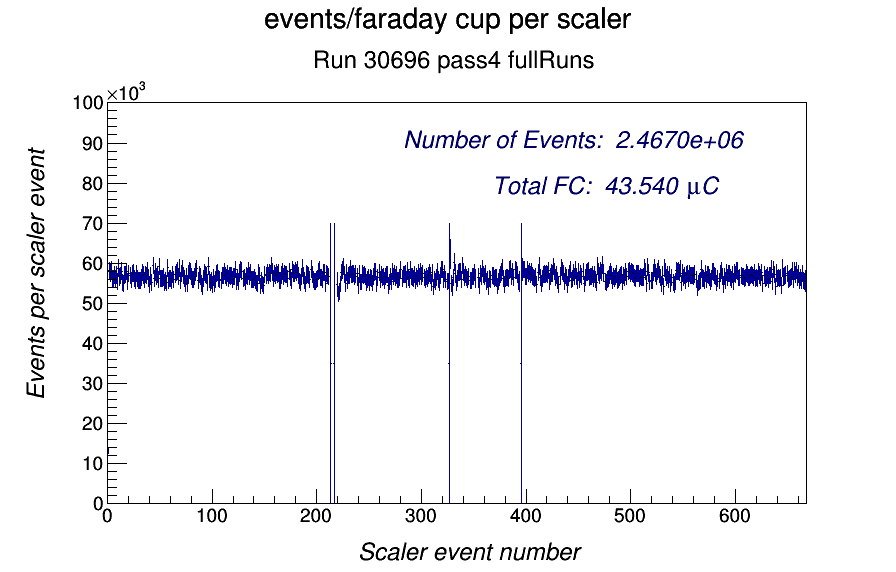 events/faraday cup per scaler
Run 30696 pass4 fullRuns
×10³
100
90
80
70
60
50
40
30
20
10
0
Events per scaler event
Number of Events: 2.4670e+06
Total FC: 43.540 μC
0 100 200 300 400 500 600
Scaler event number